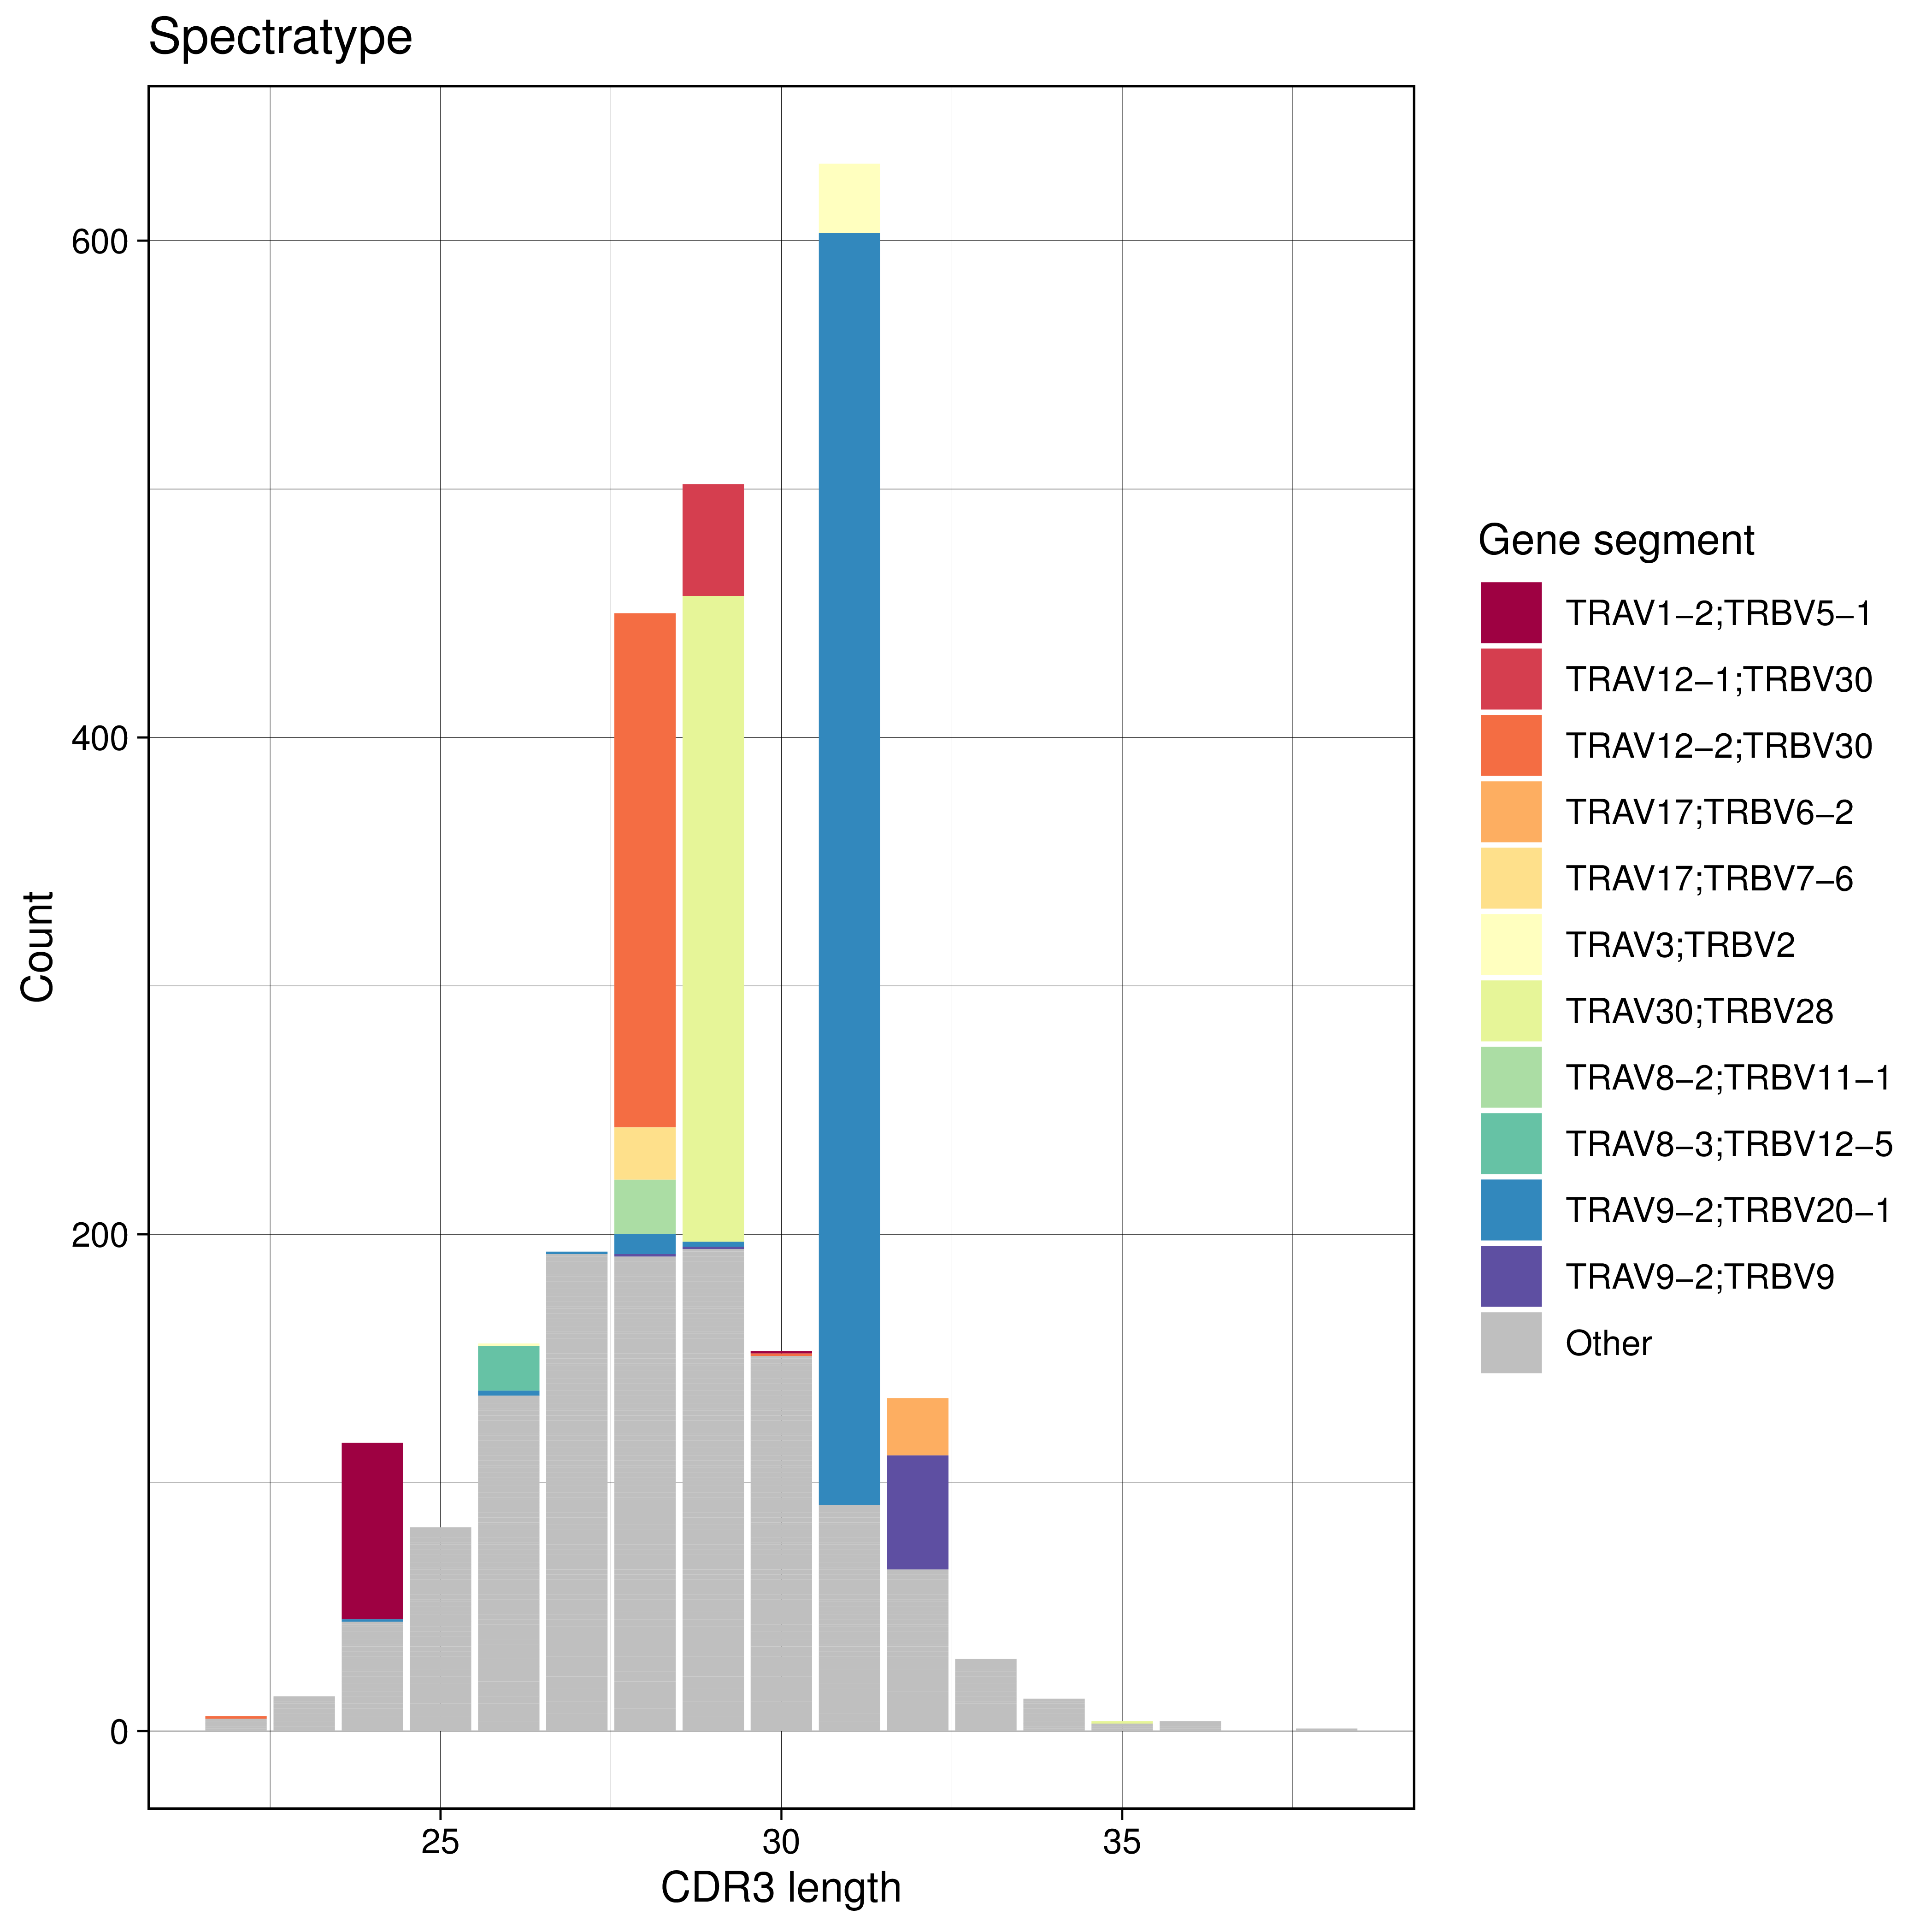 Spectratype
600
400
200
0
Count
25
30
35
CDR3 length
Gene segment
TRAV1−2;TRBV5−1
TRAV12−1;TRBV30
TRAV12−2;TRBV30
TRAV17;TRBV6−2
TRAV17;TRBV7−6
TRAV3;TRBV2
TRAV30;TRBV28
TRAV8−2;TRBV11−1
TRAV8−3;TRBV12−5
TRAV9−2;TRBV20−1
TRAV9−2;TRBV9
Other